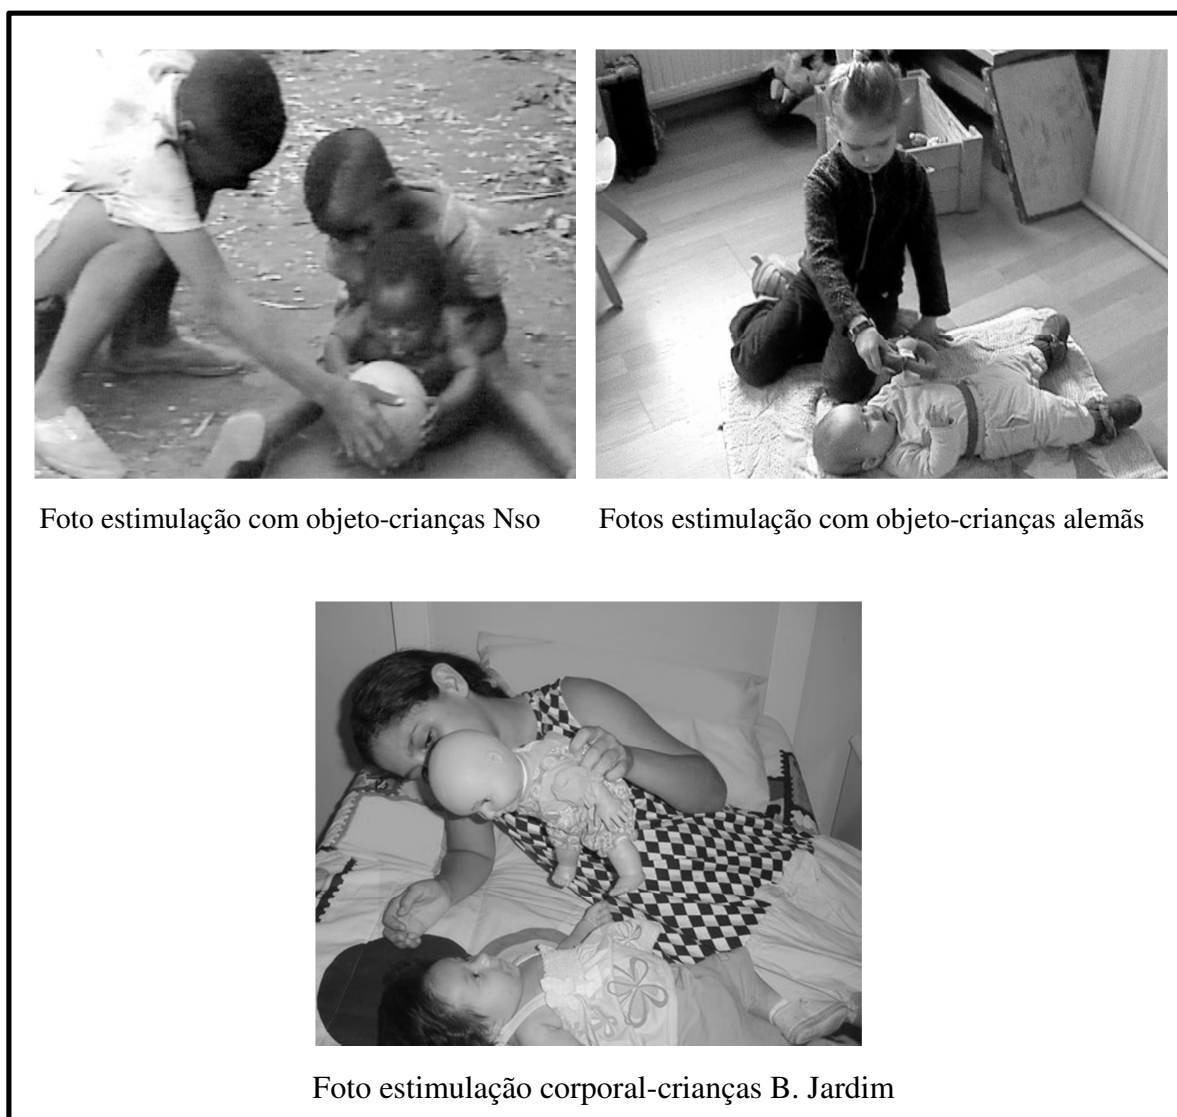 Foto estimulação com objeto-crianças Nso
Fotos estimulação com objeto-crianças alemãs
Foto estimulação corporal-crianças B. Jardim